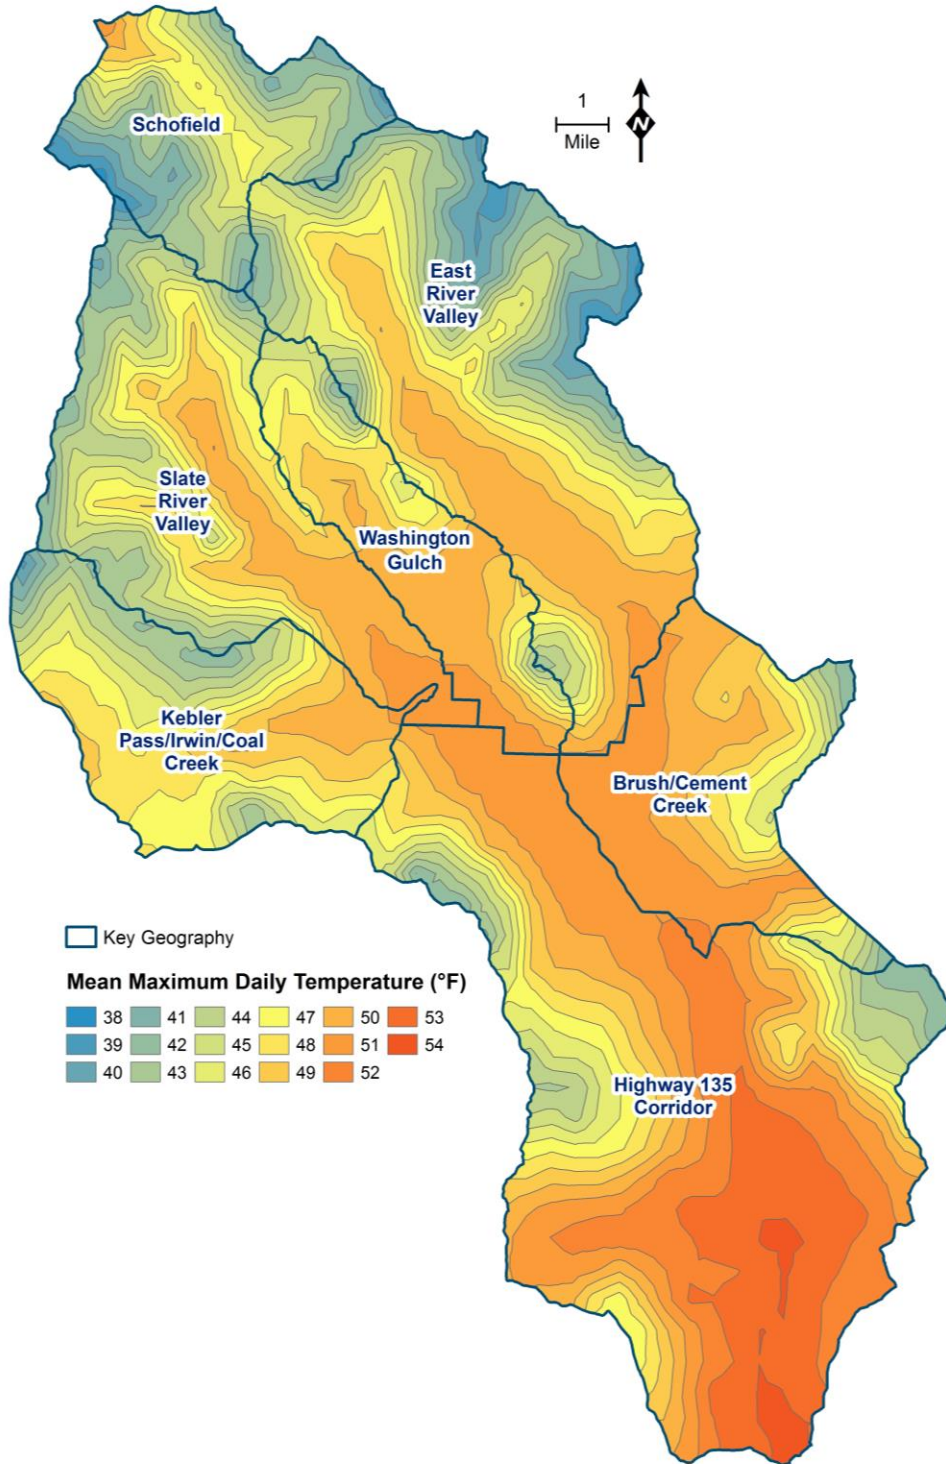 1
Mile
N
Schofield
East
River
Valley
Slate
River
Valley
Washington
Gulch
Kebler
Pass/Irwin/Coal
Creek
Brush/Cement
Creek
Highway 135
Corridor
Key Geography
Mean Maximum Daily Temperature (°F)
38 41 44 47 50 53
39 42 45 48 51 54
40 43 46 49 52